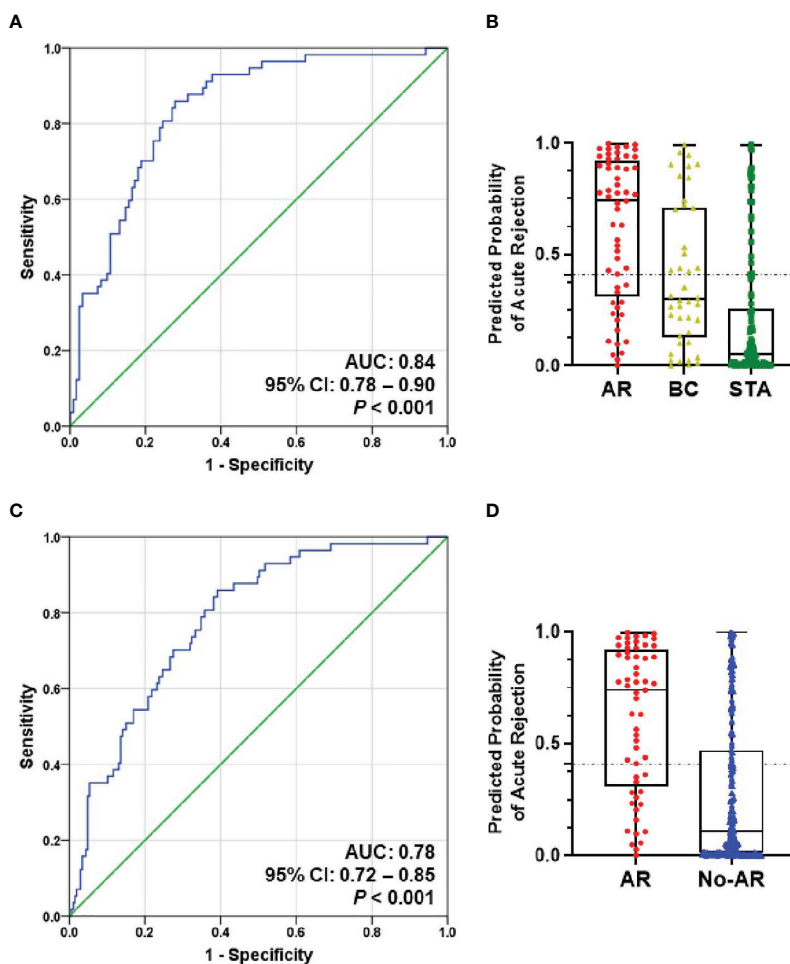 A
1.0
0.8
0.6
0.4
0.2
0.0
Sensitivity
0.0 0.2 0.4 0.6 0.8 1.0
1 - Specificity
AUC: 0.84
95% CI: 0.78 – 0.90
P < 0.001
B
Predicted Probability
of Acute Rejection
1.0
0.5
0.0
AR BC STA
C
1.0
0.8
0.6
0.4
0.2
0.0
Sensitivity
0.0 0.2 0.4 0.6 0.8 1.0
1 - Specificity
AUC: 0.78
95% CI: 0.72 – 0.85
P < 0.001
D
Predicted Probability
of Acute Rejection
1.0
0.5
0.0
AR No-AR